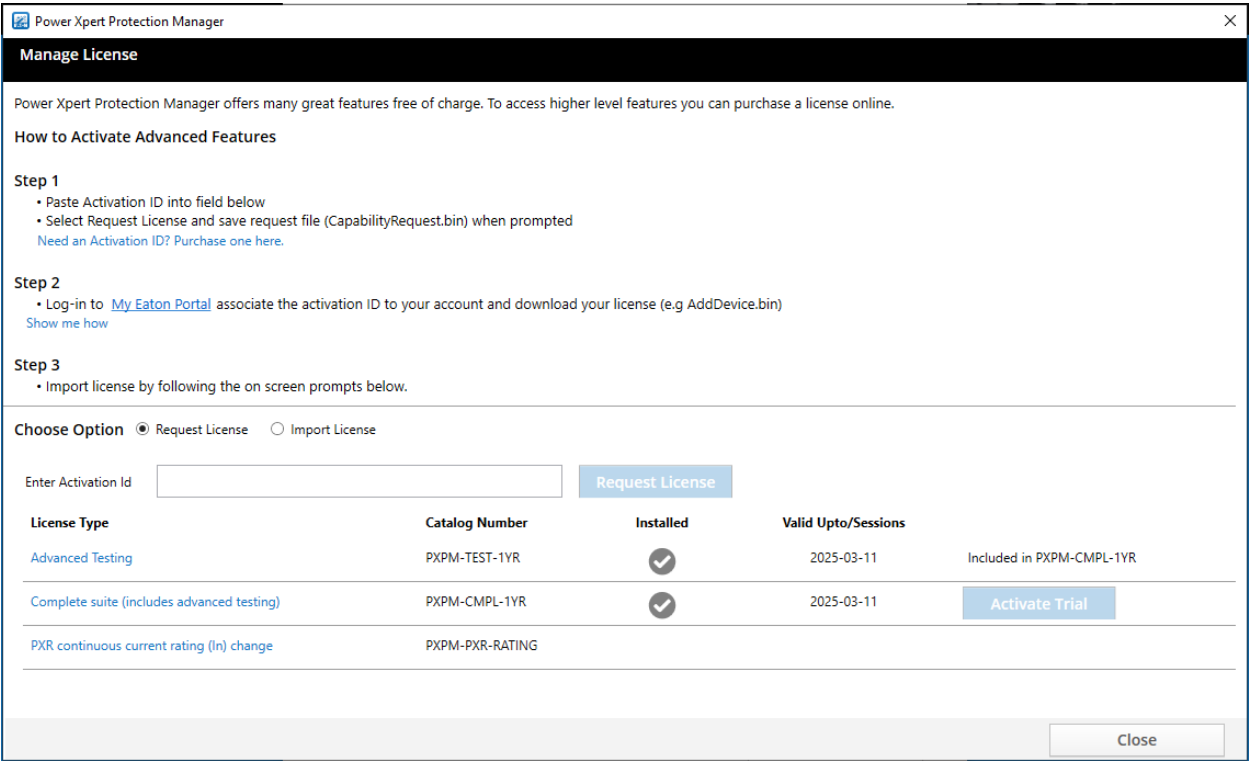 Power Xpert Protection Manager
Manage License
Power Xpert Protection Manager offers many great features free of charge. To access higher level features you can purchase a license online.
How to Activate Advanced Features
Step 1
• Paste Activation ID into field below
• Select Request License and save request file (CapabilityRequest.bin) when prompted
Need an Activation ID? Purchase one here.
Step 2
• Log-in to My Eaton Portal associate the activation ID to your account and download your license (e.g AddDevice.bin)
Show me how
Step 3
• Import license by following the on screen prompts below.
Choose Option Request License Import License
Enter Activation Id Request License
License Type Catalog Number Installed Valid Upto/Sessions
Advanced Testing PXPM-TEST-1YR 2025-03-11 Included in PXPM-CMPL-1YR
Complete suite (includes advanced testing) PXPM-CMPL-1YR 2025-03-11 Activate Trial
PXR continuous current rating (In) change PXPM-PXR-RATING
Close